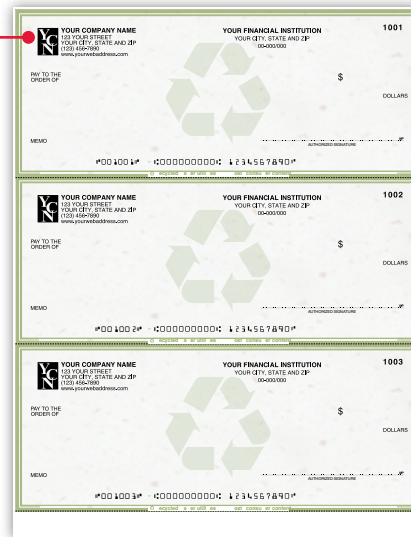 YCN
YOUR COMPANY NAME
123 YOUR STREET
YOUR CITY, STATE AND ZIP
(123) 456-7890
www.yourwebaddress.com
YOUR FINANCIAL INSTITUTION
YOUR CITY, STATE AND ZIP
00-000/000
1001
PAY TO THE
ORDER OF
$
DOLLARS
MEMO
AUTHORIZED SIGNATURE
⑈001001⑈ ⑆000000000⑆ 1234567890⑈
YCN
YOUR COMPANY NAME
123 YOUR STREET
YOUR CITY, STATE AND ZIP
(123) 456-7890
www.yourwebaddress.com
YOUR FINANCIAL INSTITUTION
YOUR CITY, STATE AND ZIP
00-000/000
1002
PAY TO THE
ORDER OF
$
DOLLARS
MEMO
AUTHORIZED SIGNATURE
⑈001002⑈ ⑆000000000⑆ 1234567890⑈
YCN
YOUR COMPANY NAME
123 YOUR STREET
YOUR CITY, STATE AND ZIP
(123) 456-7890
www.yourwebaddress.com
YOUR FINANCIAL INSTITUTION
YOUR CITY, STATE AND ZIP
00-000/000
1003
PAY TO THE
ORDER OF
$
DOLLARS
MEMO
AUTHORIZED SIGNATURE
⑈001003⑈ ⑆000000000⑆ 1234567890⑈